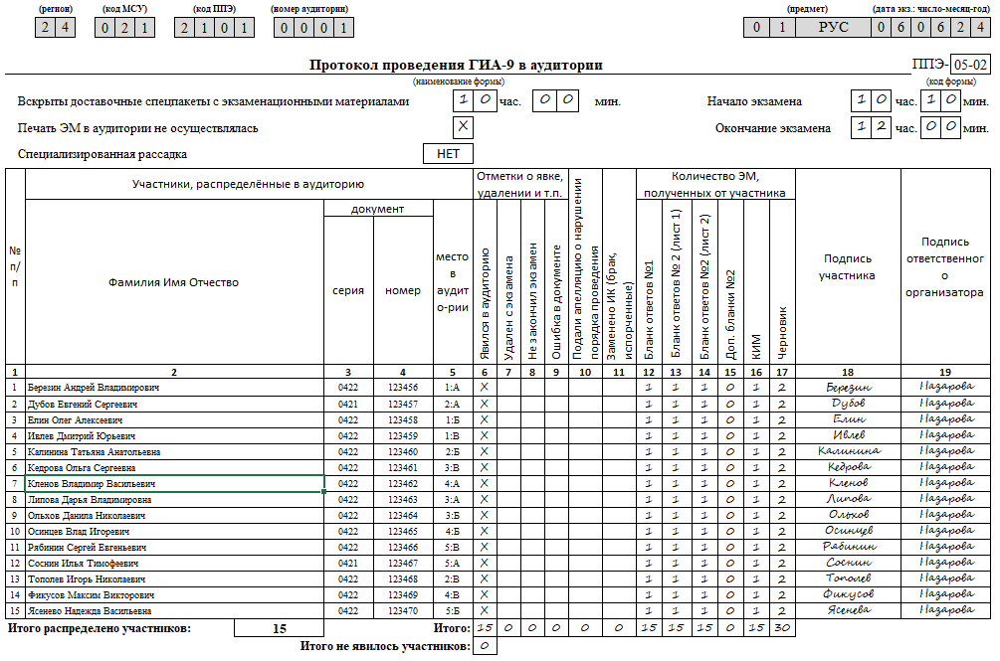 (регион) (код МСУ) (код ППЭ) (номер аудитории) (предмет) (дата экз.: число-месяц-год)
2 4 0 2 1 2 1 0 1 0 0 0 1 0 1 РУС 0 6 0 6 2 4
Протокол проведения ГИА-9 в аудитории ППЭ- 05-02
(наименование формы) (код формы)
Вскрыты доставочные спецпакеты с экзаменационными материалами 1 0 час. 0 0 мин. Начало экзамена 1 0 час. 1 0 мин.
Печать ЭМ в аудитории не осуществлялась X Окончание экзамена 1 2 час. 0 0 мин.
Специализированная рассадка НЕТ
№ п/п
Участники, распределённые в аудиторию
Фамилия Имя Отчество
документ
серия
номер
место в аудито-рии
Отметки о явке, удалении и т.п.
Явился в аудиторию
Удален с экзамена
Не закончил экзамен
Ошибка в документе
Подали апелляцию о нарушении порядка проведения
Заменено ИК (брак, испорченные)
Количество ЭМ, полученных от участника
Бланк ответов №1
Бланк ответов № 2 (лист 1)
Бланк ответов №2 (лист 2)
Доп. бланки №2
КИМ
Черновик
Подпись участника
Подпись ответственного организатора
1 2 3 4 5 6 7 8 9 10 11 12 13 14 15 16 17 18 19
1 Березин Андрей Владимирович 0422 123456 1:А X 1 1 1 0 1 2 Березин Назарова
2 Дубов Евгений Сергеевич 0421 123457 2:А X 1 1 1 0 1 2 Дубов Назарова
3 Елин Олег Алексеевич 0422 123458 1:Б X 1 1 1 0 1 2 Елин Назарова
4 Ивлев Дмитрий Юрьевич 0422 123459 1:В X 1 1 1 0 1 2 Ивлев Назарова
5 Калинина Татьяна Анатольевна 0422 123460 2:Б X 1 1 1 0 1 2 Калинина Назарова
6 Кедрова Ольга Сергеевна 0422 123461 3:В X 1 1 1 0 1 2 Кедрова Назарова
7 Кленов Владимир Васильевич 0422 123462 4:А X 1 1 1 0 1 2 Кленов Назарова
8 Липова Дарья Владимировна 0422 123463 3:А X 1 1 1 0 1 2 Липова Назарова
9 Ольхов Данила Николаевич 0422 123464 3:Б X 1 1 1 0 1 2 Ольхов Назарова
10 Осинцев Влад Игоревич 0422 123465 4:Б X 1 1 1 0 1 2 Осинцев Назарова
11 Рябинин Сергей Евгеньевич 0422 123466 5:В X 1 1 1 0 1 2 Рябинин Назарова
12 Соснин Илья Тимофеевич 0421 123467 5:А X 1 1 1 0 1 2 Соснин Назарова
13 Тополев Игорь Николаевич 0422 123468 2:В X 1 1 1 0 1 2 Тополев Назарова
14 Фикусов Максим Викторович 0422 123469 4:В X 1 1 1 0 1 2 Фикусов Назарова
15 Ясенево Надежда Васильевна 0422 123470 5:Б X 1 1 1 0 1 2 Ясенева Назарова
Итого распределено участников: 15 Итого: 15 0 0 0 0 0 15 15 15 0 15 30
Итого не явилось участников: 0